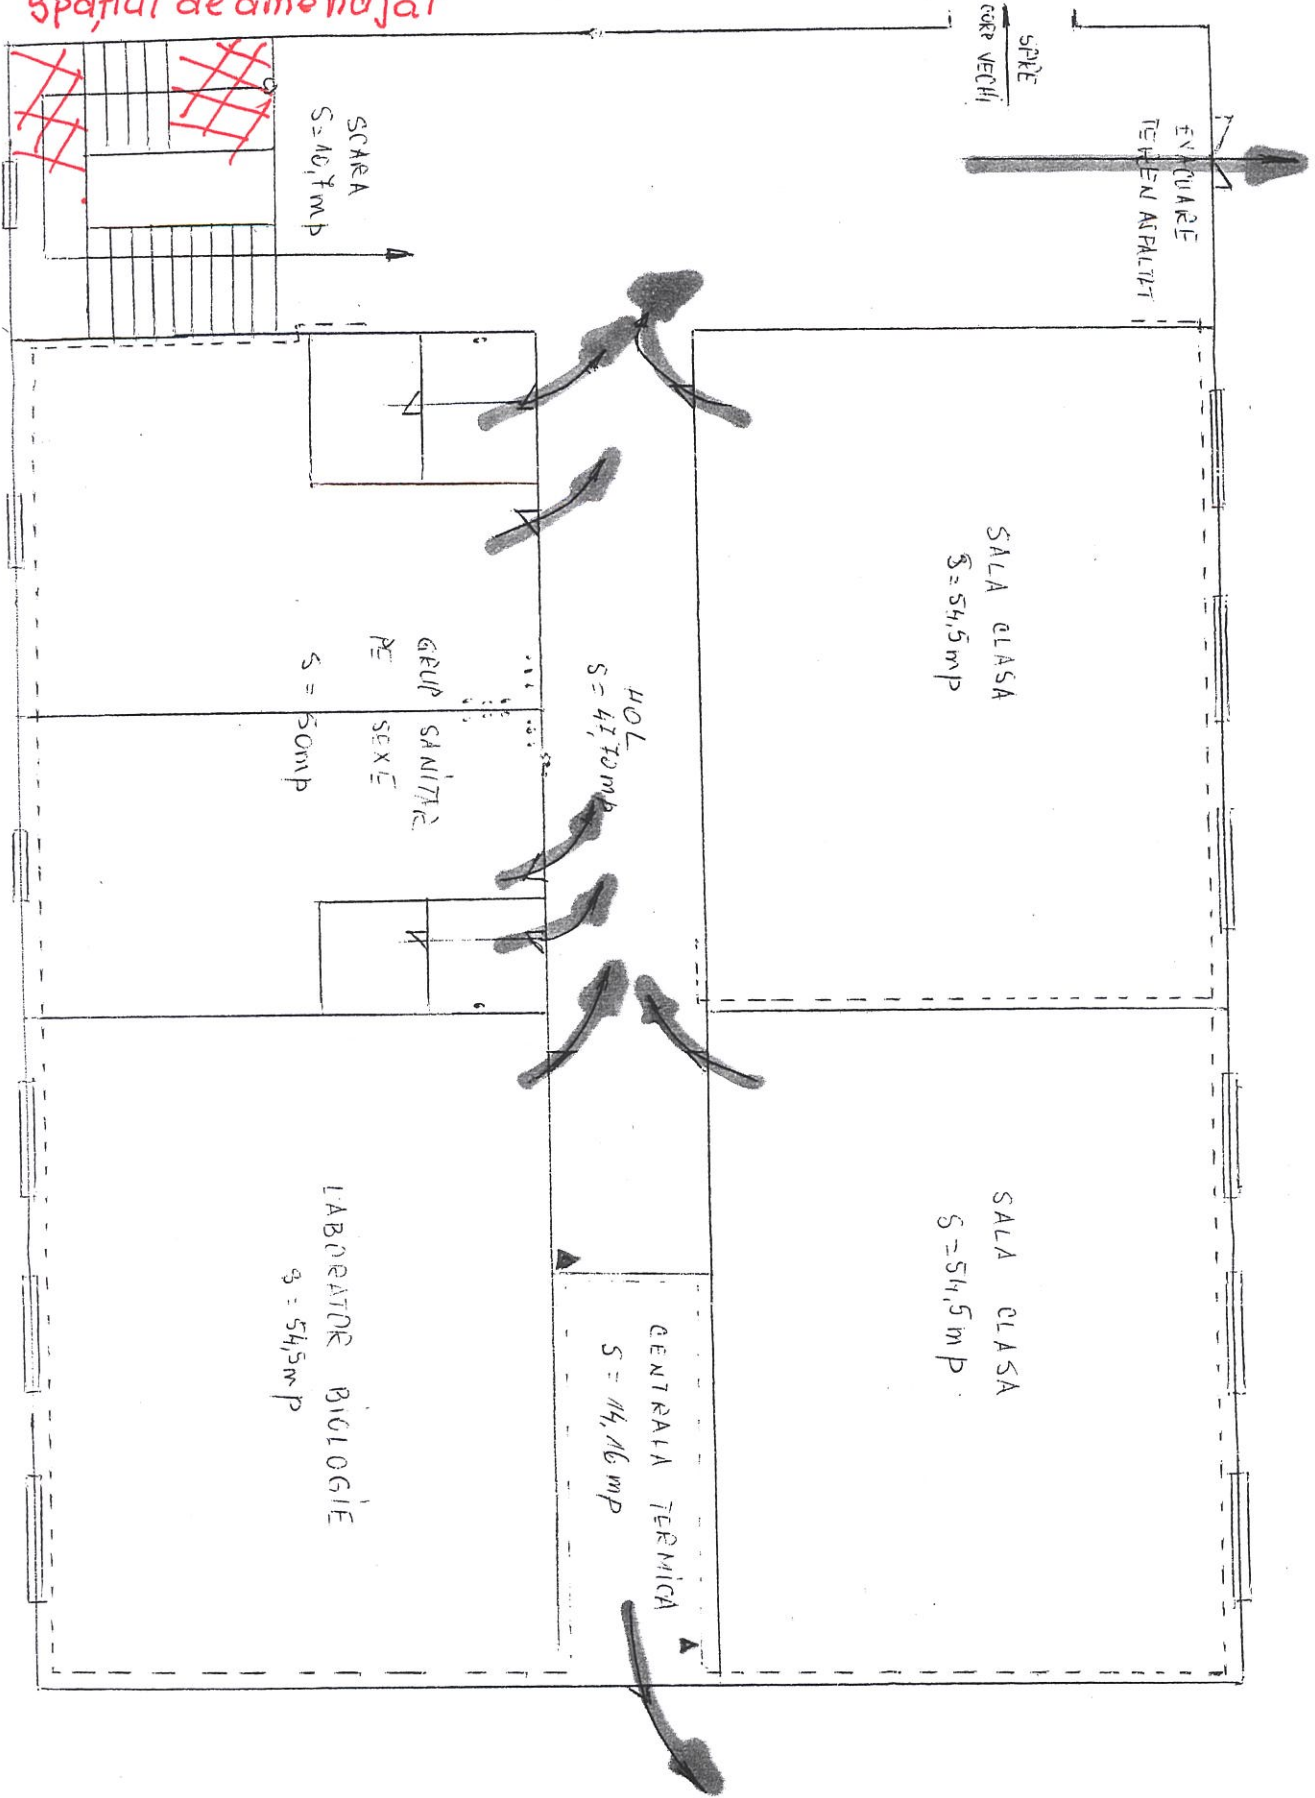 Spațiul de amenajat
SPRE
CORP VECHI
EVACUARE
TEREN ASFALTAT
SCARA
S=10,7mp
SALA CLASA
S=54,5mp
HOL
S=47,70mp
GRUP SANITAR
PE SEXE
S=50mp
SALA CLASA
S=54,5mp
CENTRALA TERMICA
S=14,16mp
LABORATOR BIOLOGIE
S=54,5mp